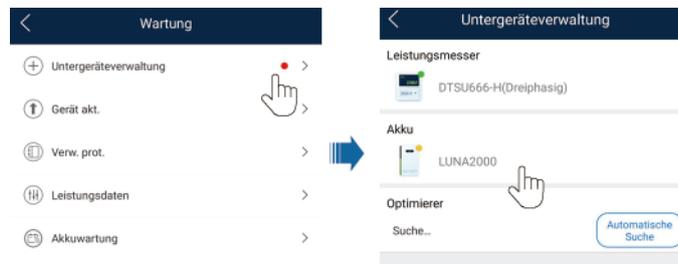 Wartung
Untergeräteverwaltung
Gerät akt.
Verw. prot.
Leistungsdaten
Akkuwartung
Untergeräteverwaltung
Leistungsmesser
DTSU666-H(Dreiphasig)
Akku
LUNA2000
Optimierer
Suche...
Automatische
Suche